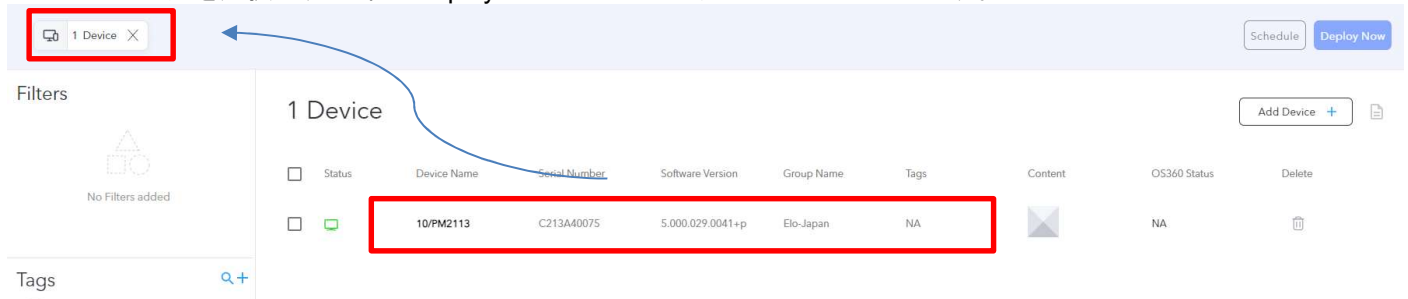 1 Device
Schedule
Deploy Now
Filters
No Filters added
Tags
1 Device
Add Device +
Status Device Name Serial Number Software Version Group Name Tags Content OS360 Status Delete
10/PM2113 C213A40075 5.000.029.0041+p Elo-Japan NA NA